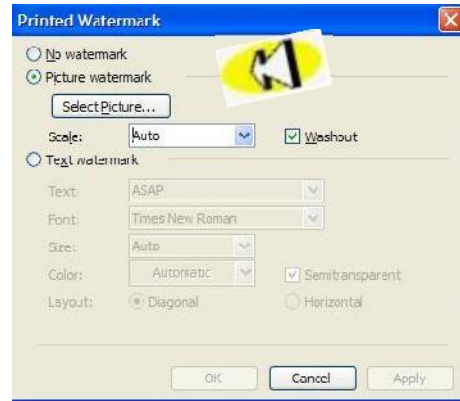 Printed Watermark
No watermark
Picture watermark
Select Picture...
Scale: Auto Washout
Text watermark
Text: ASAP
Font: Times New Roman
Size: Auto
Color: Automatic Semitransparent
Layout: Diagonal Horizontal
OK Cancel Apply